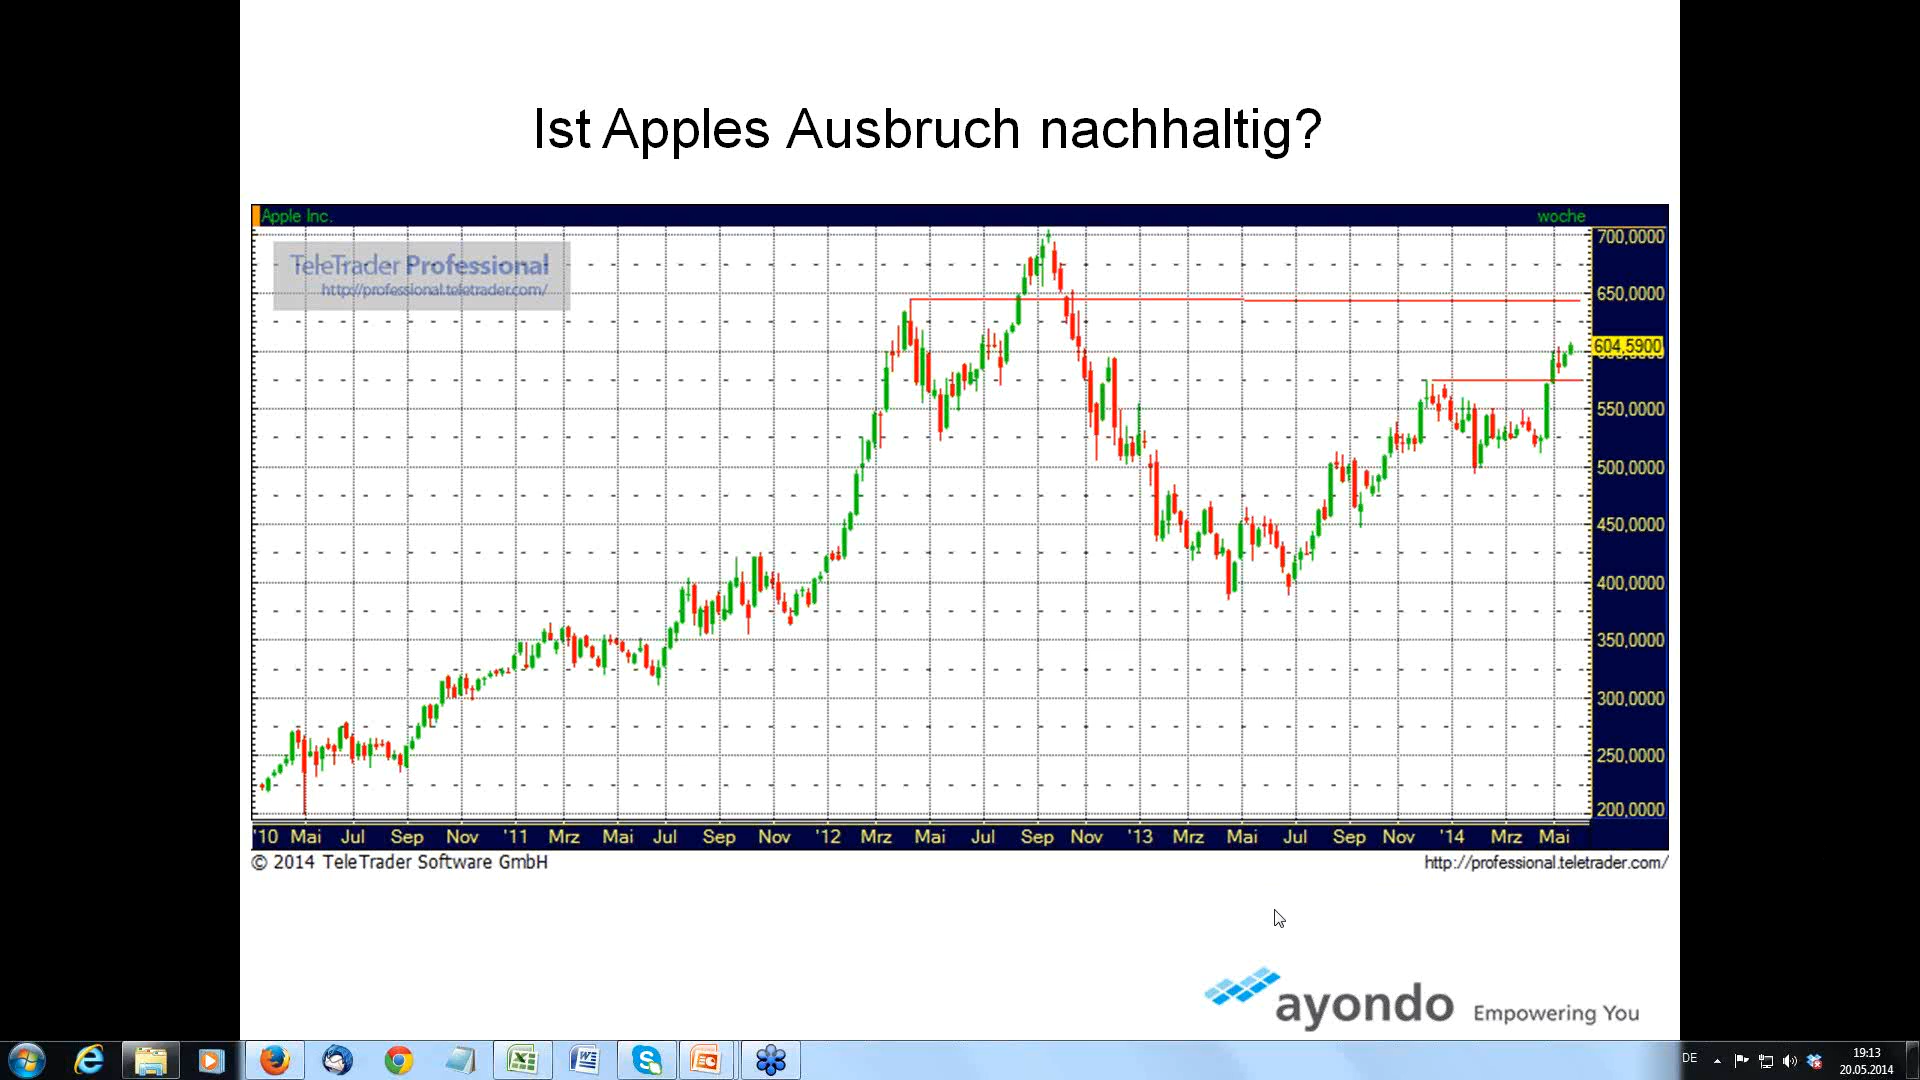 Ist Apples Ausbruch nachhaltig?
Apple Inc. woche
TeleTrader Professional
http://professional.teletrader.com/
700,0000
650,0000
604,5900
550,0000
500,0000
450,0000
400,0000
350,0000
300,0000
250,0000
200,0000
'10 Mai Jul Sep Nov '11 Mrz Mai Jul Sep Nov '12 Mrz Mai Jul Sep Nov '13 Mrz Mai Jul Sep Nov '14 Mrz Mai
© 2014 TeleTrader Software GmbH http://professional.teletrader.com/
ayondo Empowering You
DE 19:13
20.05.2014